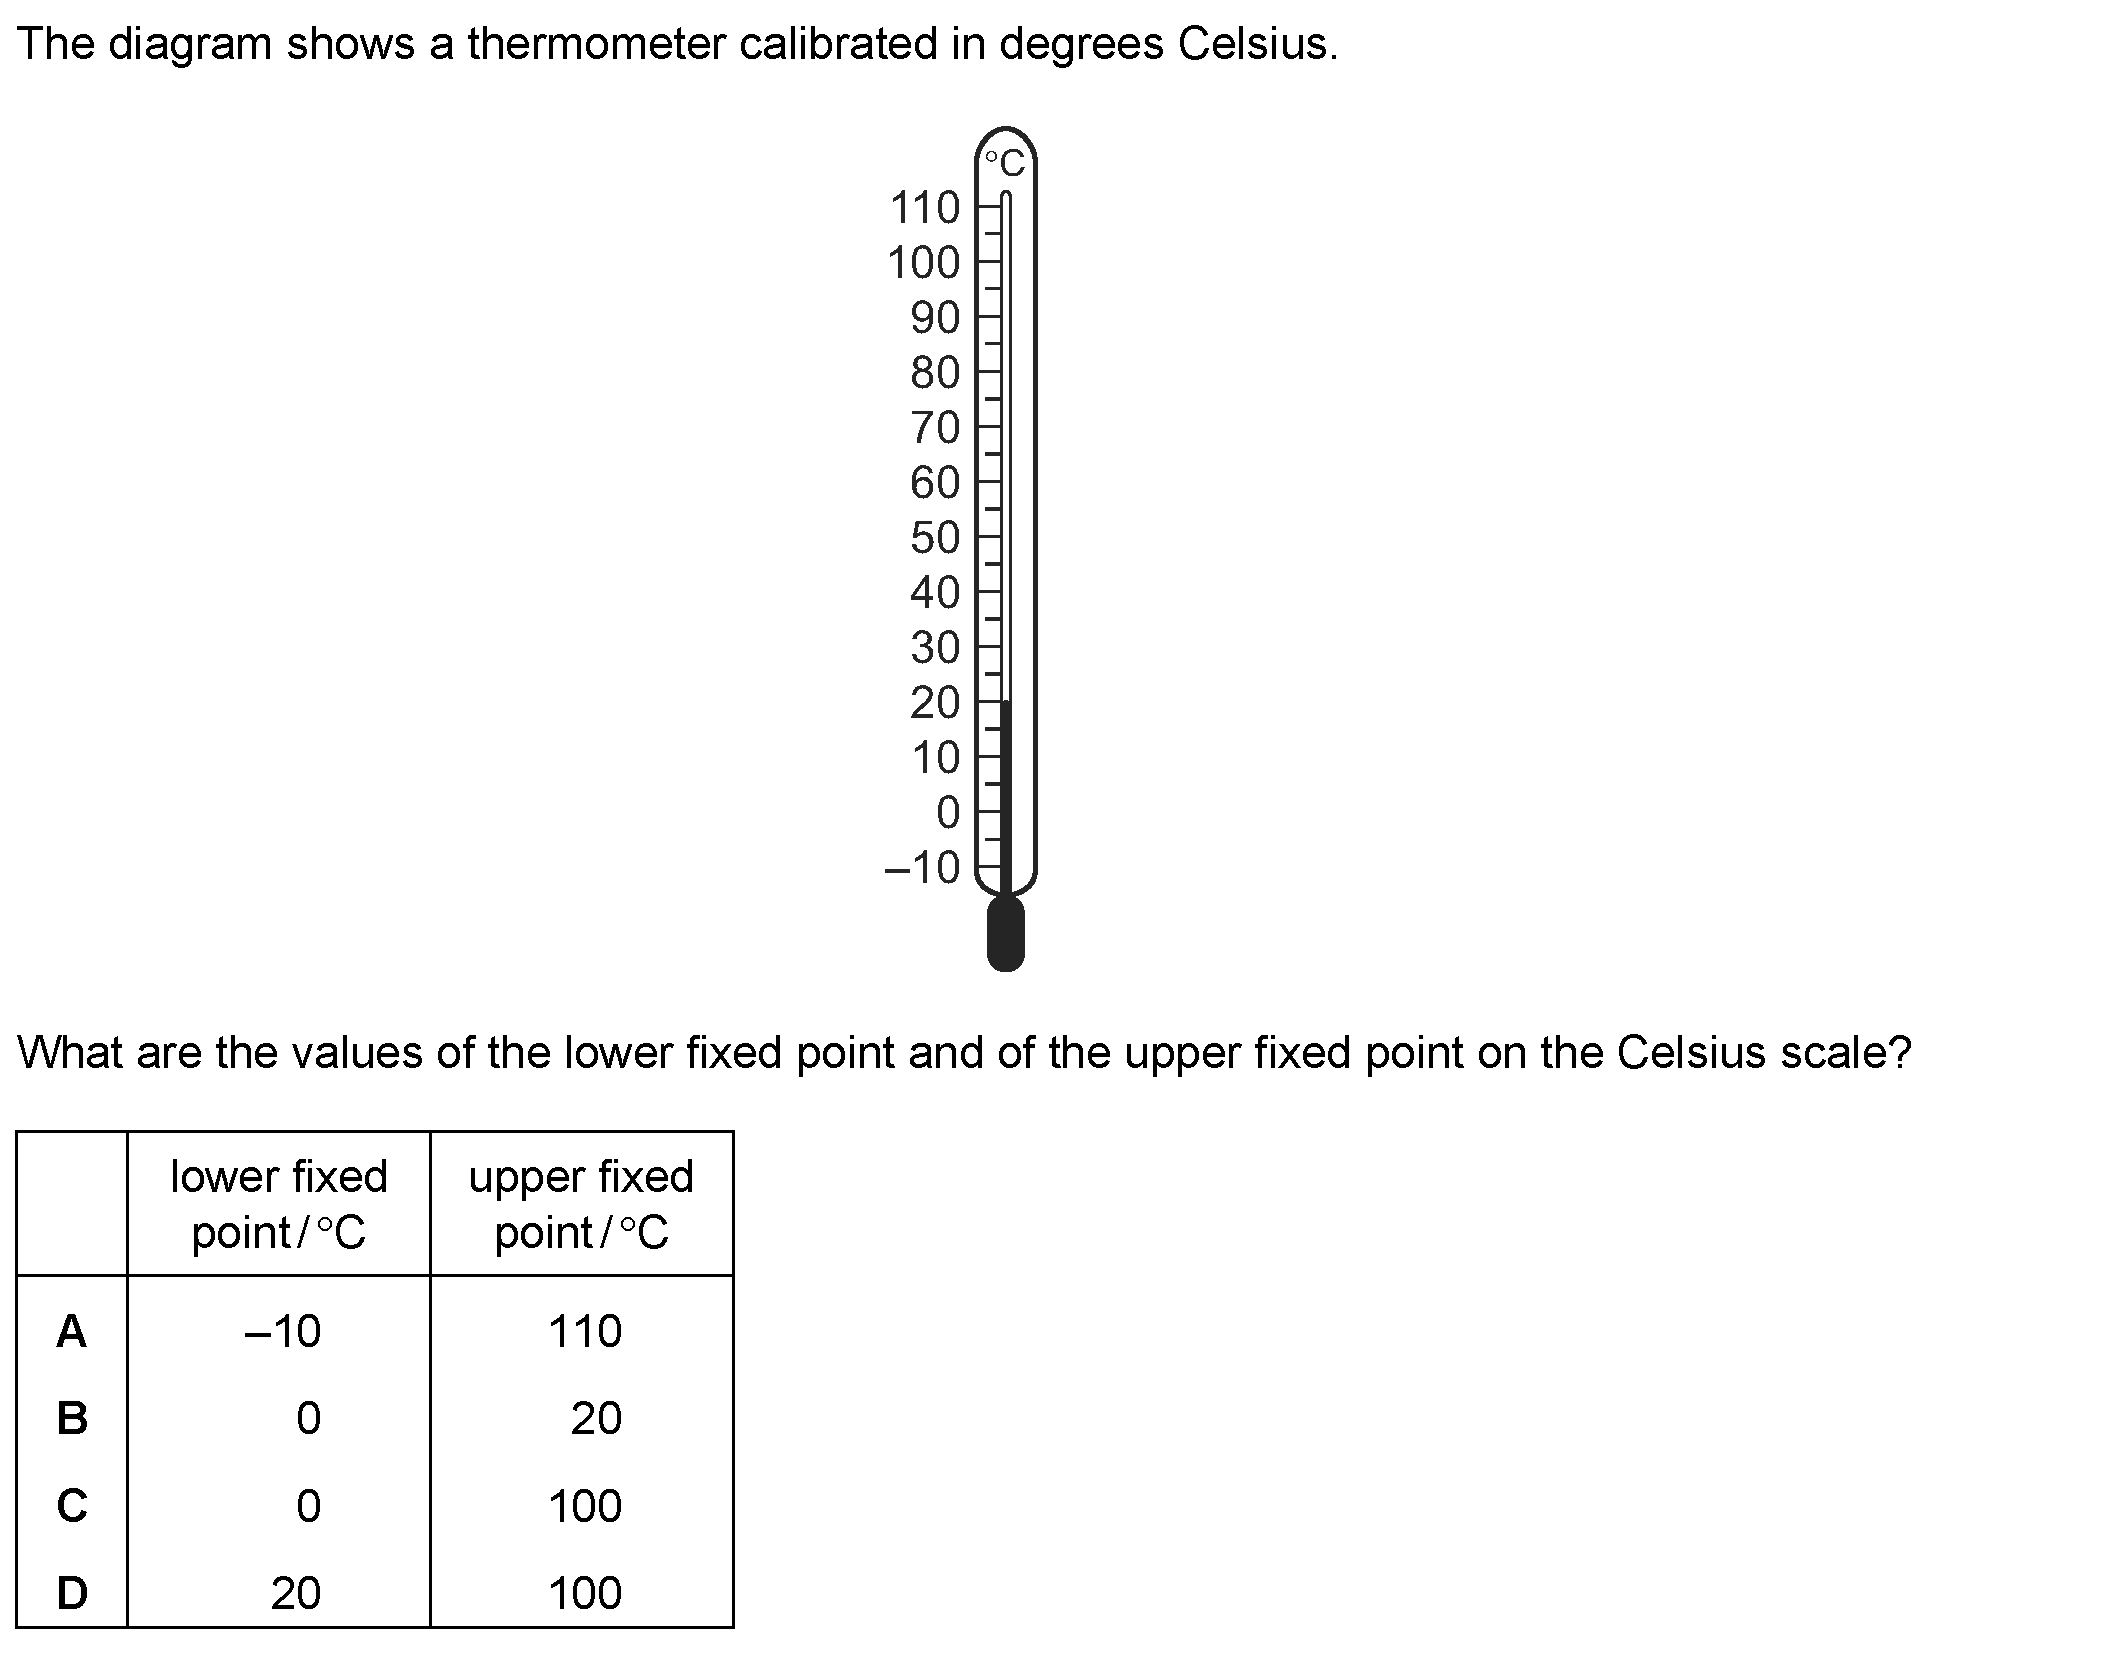 The diagram shows a thermometer calibrated in degrees Celsius.
°C
110
100
90
80
70
60
50
40
30
20
10
0
–10
What are the values of the lower fixed point and of the upper fixed point on the Celsius scale?
lower fixed point / °C
upper fixed point / °C
A –10 110
B 0 20
C 0 100
D 20 100